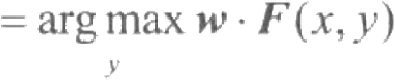 = arg max w · F(x, y)
y